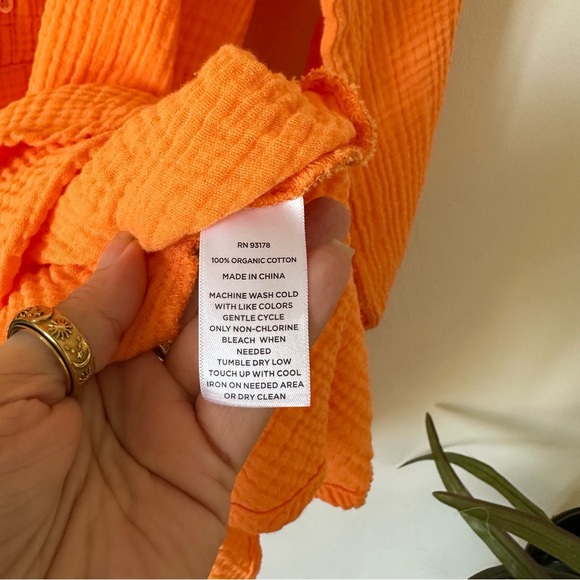 RN 93178
100% ORGANIC COTTON
MADE IN CHINA
MACHINE WASH COLD
WITH LIKE COLORS
GENTLE CYCLE
ONLY NON-CHLORINE
BLEACH WHEN
NEEDED
TUMBLE DRY LOW
TOUCH UP WITH COOL
IRON ON NEEDED AREA
OR DRY CLEAN